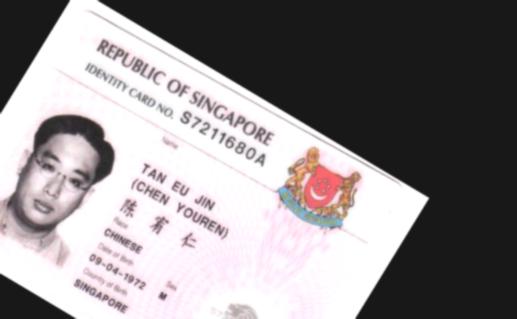 REPUBLIC OF SINGAPORE
IDENTITY CARD NO. S7211680A
Name
TAN EU JIN
(CHEN YOUREN)
陈宥仁
Race
CHINESE
Date of Birth Sex
09-04-1972 M
Country of Birth
SINGAPORE